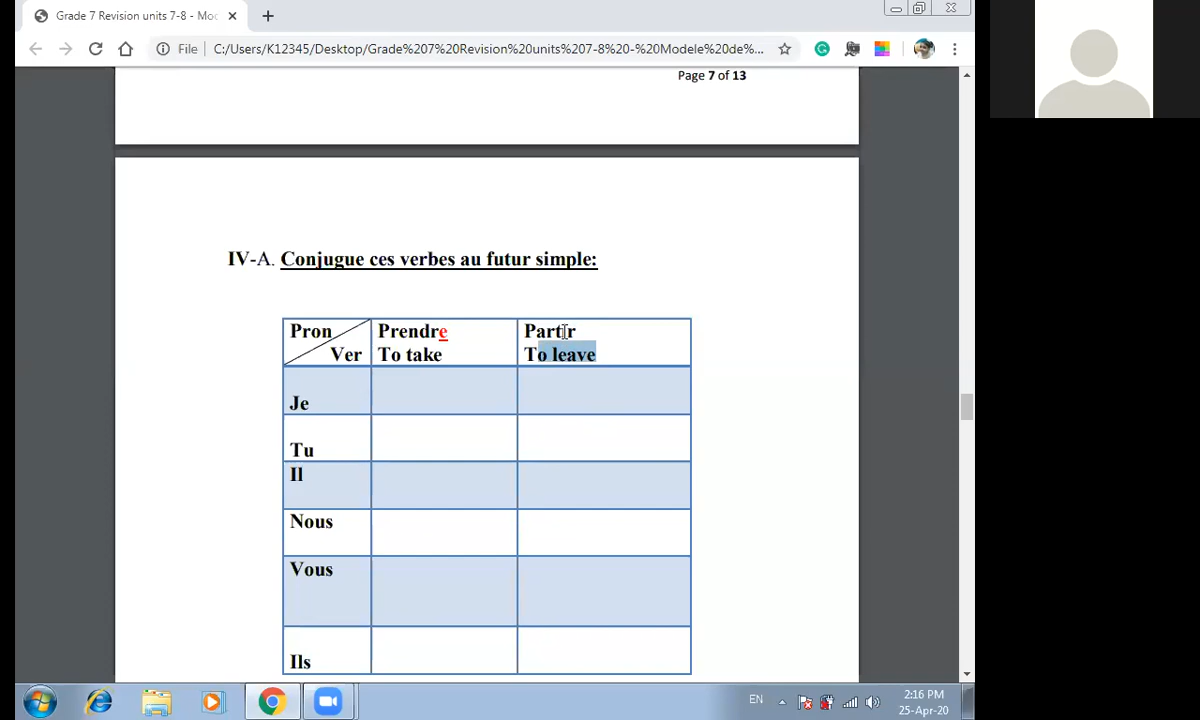 Grade 7 Revision units 7-8 - Moc
File
C:/Users/K12345/Desktop/Grade%207%20Revision%20units%207-8%20-%20Modele%20de%...
Page 7 of 13
IV-A. Conjugue ces verbes au futur simple:
Pron
Ver
Prendre
To take
Partir
To leave
Je
Tu
Il
Nous
Vous
Ils
EN
2:16 PM
25-Apr-20